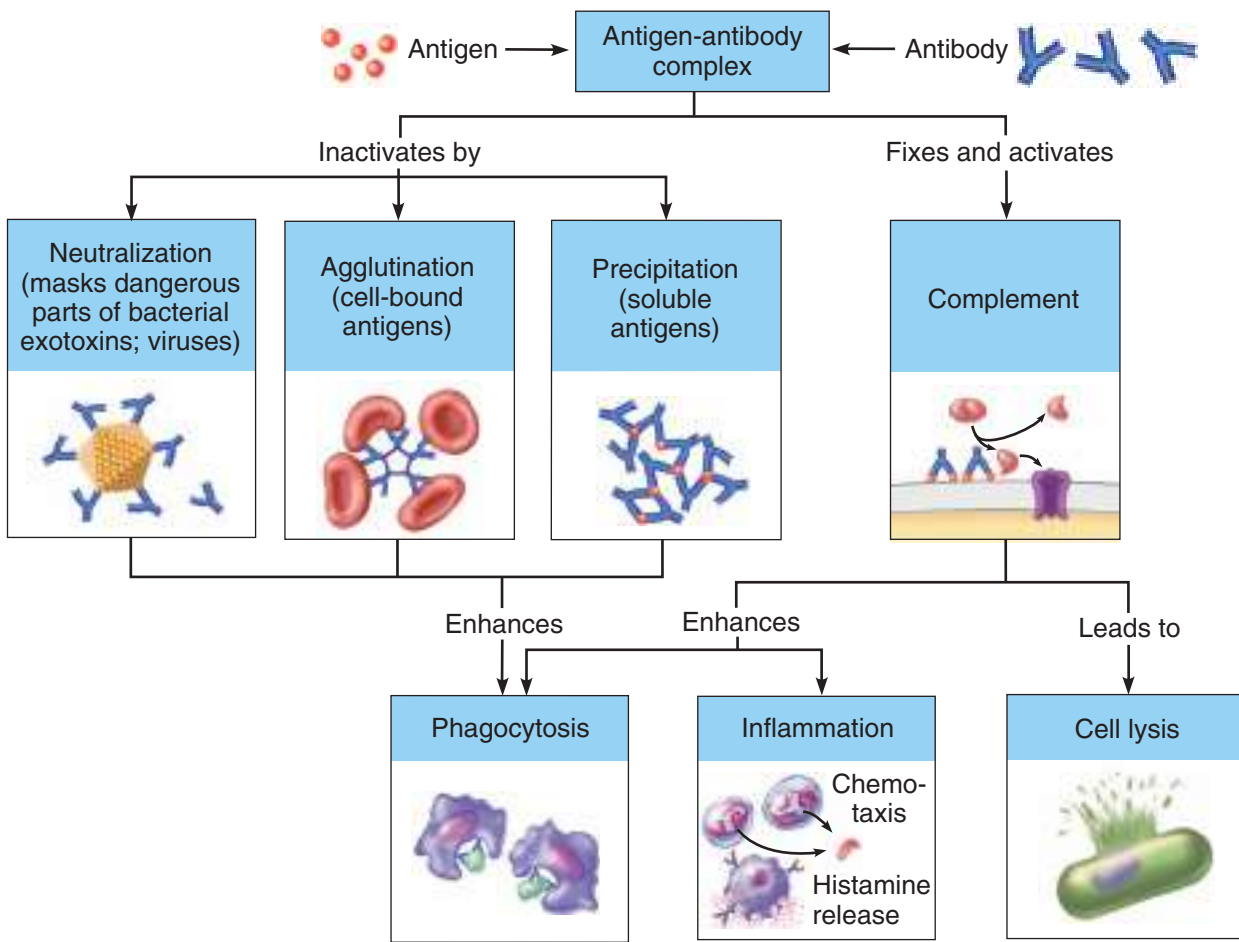 Antigen
Antigen-antibody
complex
Antibody
Inactivates by
Fixes and activates
Neutralization
(masks dangerous
parts of bacterial
exotoxins; viruses)
Agglutination
(cell-bound
antigens)
Precipitation
(soluble
antigens)
Complement
Enhances
Enhances
Leads to
Phagocytosis
Inflammation
Cell lysis
Chemo-
taxis
Histamine
release